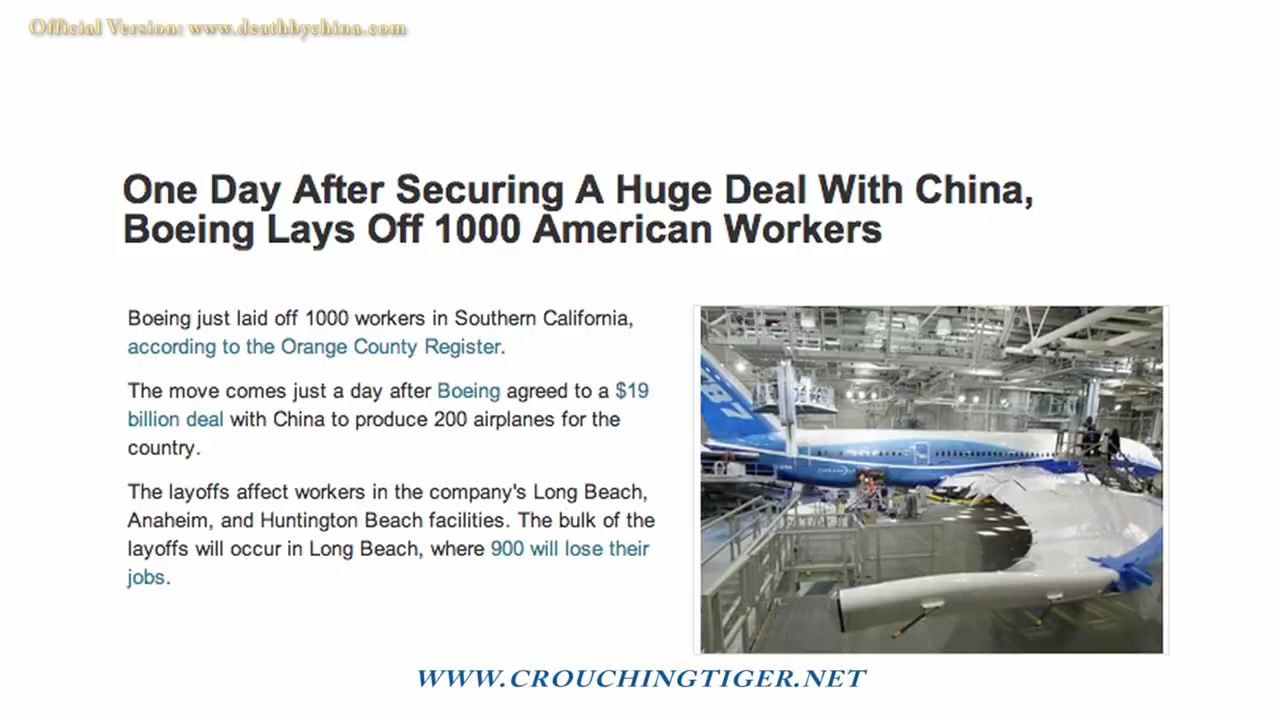 Official Version: www.deathbychina.com
One Day After Securing A Huge Deal With China,
Boeing Lays Off 1000 American Workers
Boeing just laid off 1000 workers in Southern California,
according to the Orange County Register.
The move comes just a day after Boeing agreed to a $19
billion deal with China to produce 200 airplanes for the
country.
The layoffs affect workers in the company's Long Beach,
Anaheim, and Huntington Beach facilities. The bulk of the
layoffs will occur in Long Beach, where 900 will lose their
jobs.
787
WWW.CROUCHINGTIGER.NET